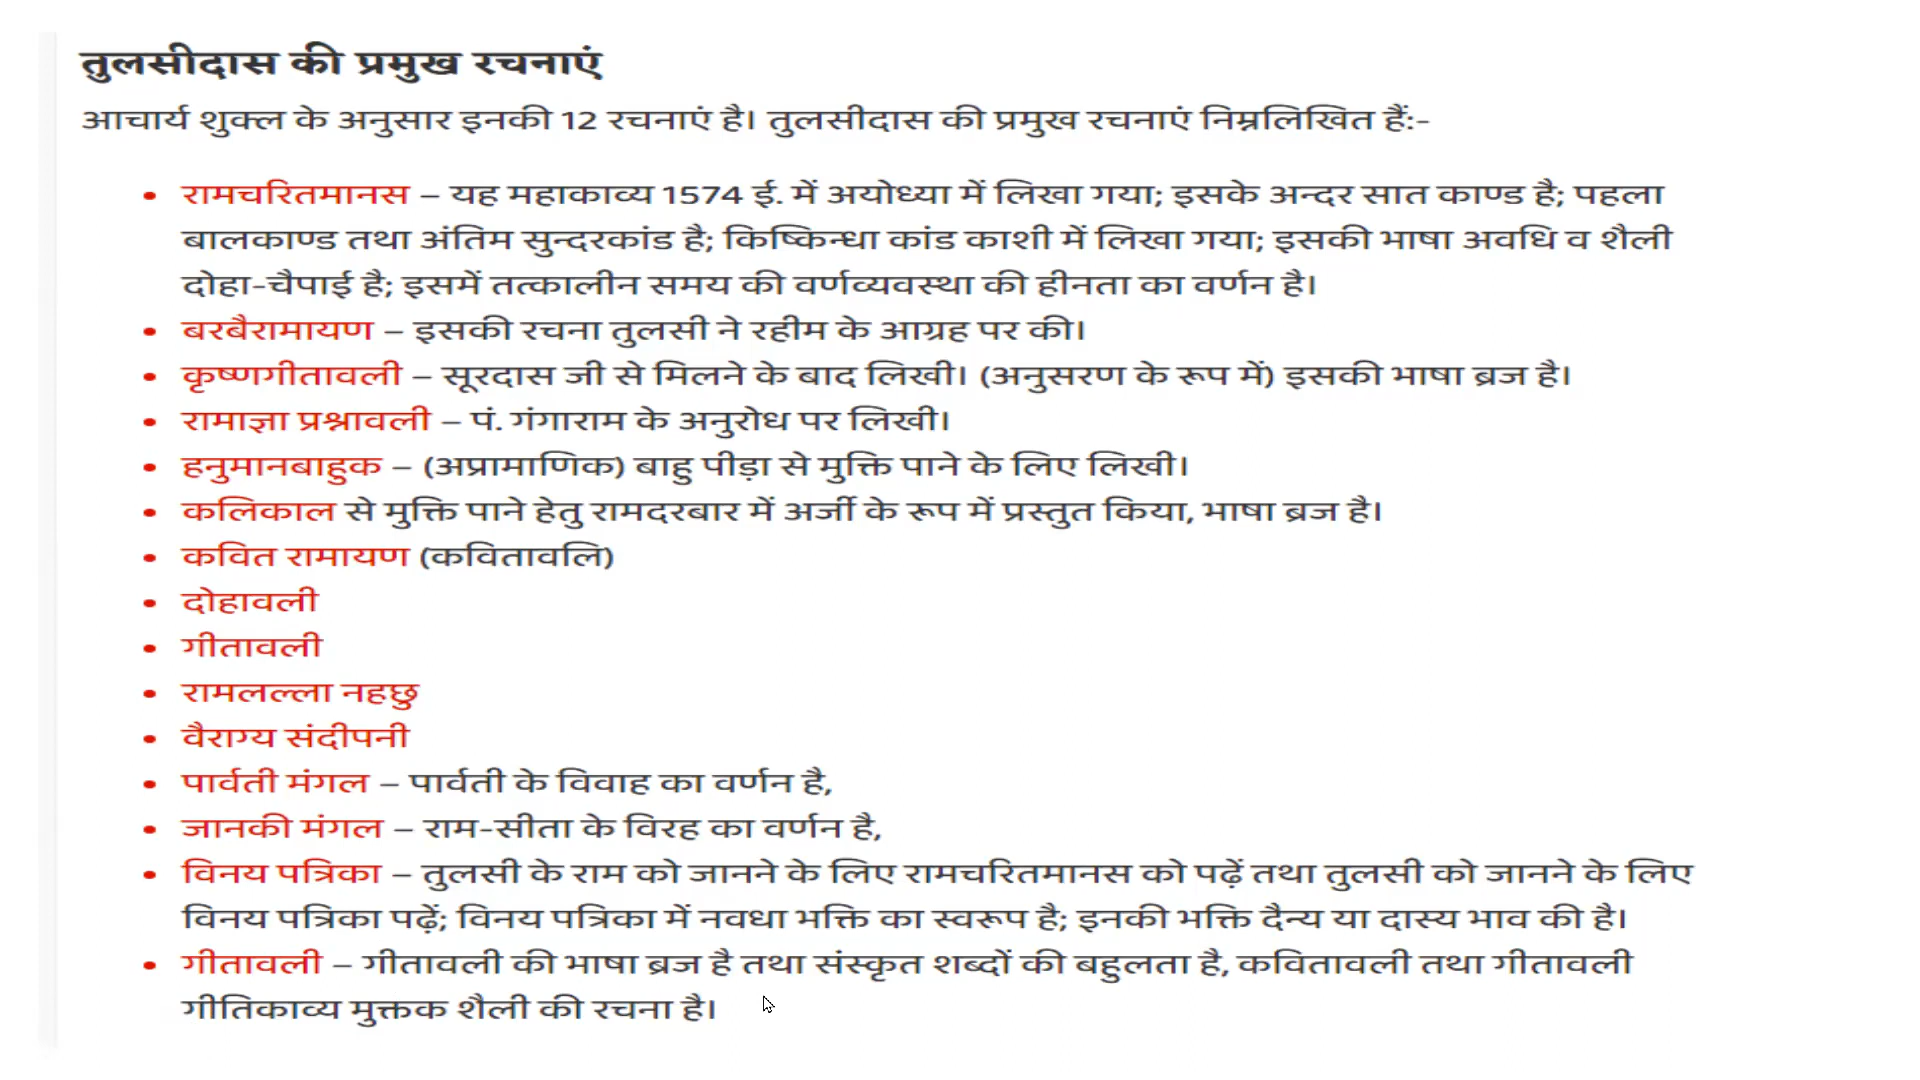 तुलसीदास की प्रमुख रचनाएं
आचार्य शुक्ल के अनुसार इनकी 12 रचनाएं है। तुलसीदास की प्रमुख रचनाएं निम्नलिखित हैं:-
• रामचरितमानस – यह महाकाव्य 1574 ई. में अयोध्या में लिखा गया; इसके अन्दर सात काण्ड है; पहला
बालकाण्ड तथा अंतिम सुन्दरकांड है; किष्किन्धा कांड काशी में लिखा गया; इसकी भाषा अवधि व शैली
दोहा-चैपाई है; इसमें तत्कालीन समय की वर्णव्यवस्था की हीनता का वर्णन है।
• बरबैरामायण – इसकी रचना तुलसी ने रहीम के आग्रह पर की।
• कृष्णगीतावली – सूरदास जी से मिलने के बाद लिखी। (अनुसरण के रूप में) इसकी भाषा ब्रज है।
• रामाज्ञा प्रश्नावली – पं. गंगाराम के अनुरोध पर लिखी।
• हनुमानबाहुक – (अप्रामाणिक) बाहु पीड़ा से मुक्ति पाने के लिए लिखी।
• कलिकाल से मुक्ति पाने हेतु रामदरबार में अर्जी के रूप में प्रस्तुत किया, भाषा ब्रज है।
• कवित रामायण (कवितावलि)
• दोहावली
• गीतावली
• रामलल्ला नहछु
• वैराग्य संदीपनी
• पार्वती मंगल – पार्वती के विवाह का वर्णन है,
• जानकी मंगल – राम-सीता के विरह का वर्णन है,
• विनय पत्रिका – तुलसी के राम को जानने के लिए रामचरितमानस को पढ़ें तथा तुलसी को जानने के लिए
विनय पत्रिका पढ़ें; विनय पत्रिका में नवधा भक्ति का स्वरूप है; इनकी भक्ति दैन्य या दास्य भाव की है।
• गीतावली – गीतावली की भाषा ब्रज है तथा संस्कृत शब्दों की बहुलता है, कवितावली तथा गीतावली
गीतिकाव्य मुक्तक शैली की रचना है।